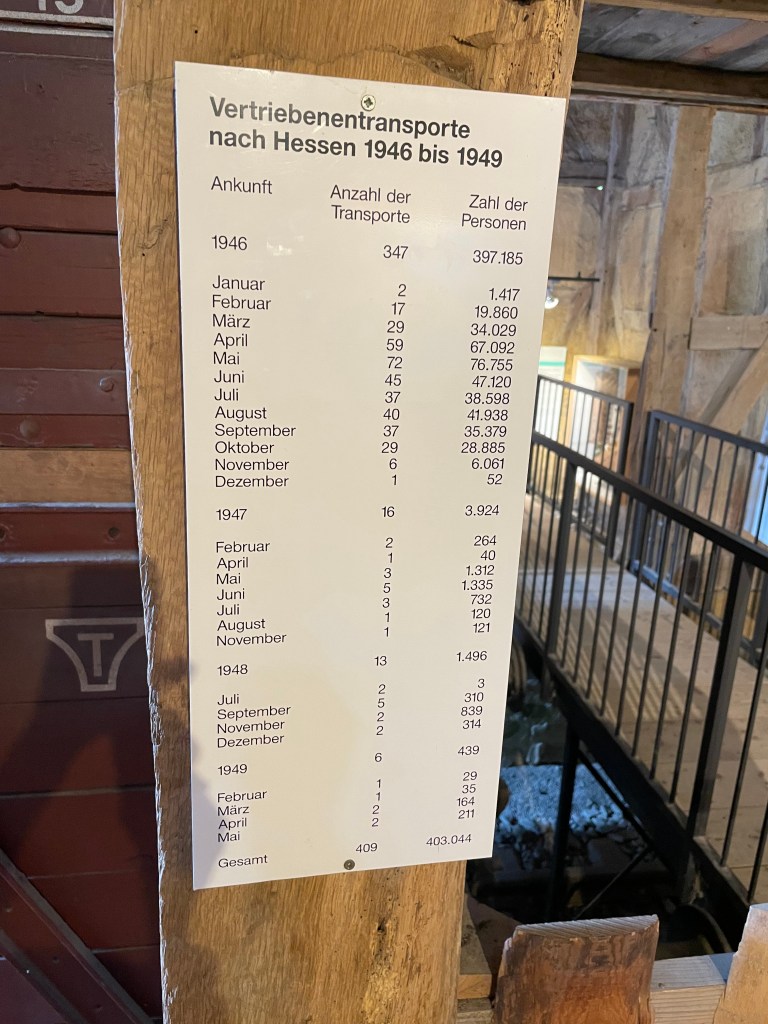 Vertriebenentransporte
nach Hessen 1946 bis 1949
Ankunft Anzahl der Transporte Zahl der Personen
1946 347 397.185
Januar 2 1.417
Februar 17 19.860
März 29 34.029
April 59 67.092
Mai 72 76.755
Juni 45 47.120
Juli 37 38.598
August 40 41.938
September 37 35.379
Oktober 29 28.885
November 6 6.061
Dezember 1 52
1947 16 3.924
Februar 2 264
April 1 40
Mai 3 1.312
Juni 5 1.335
Juli 3 732
August 1 120
November 1 121
1948 13 1.496
Juli 2 3
September 5 310
November 2 839
Dezember 2 314
1949 6 439
Februar 1 29
März 1 35
April 2 164
Mai 2 211
Gesamt 409 403.044
T